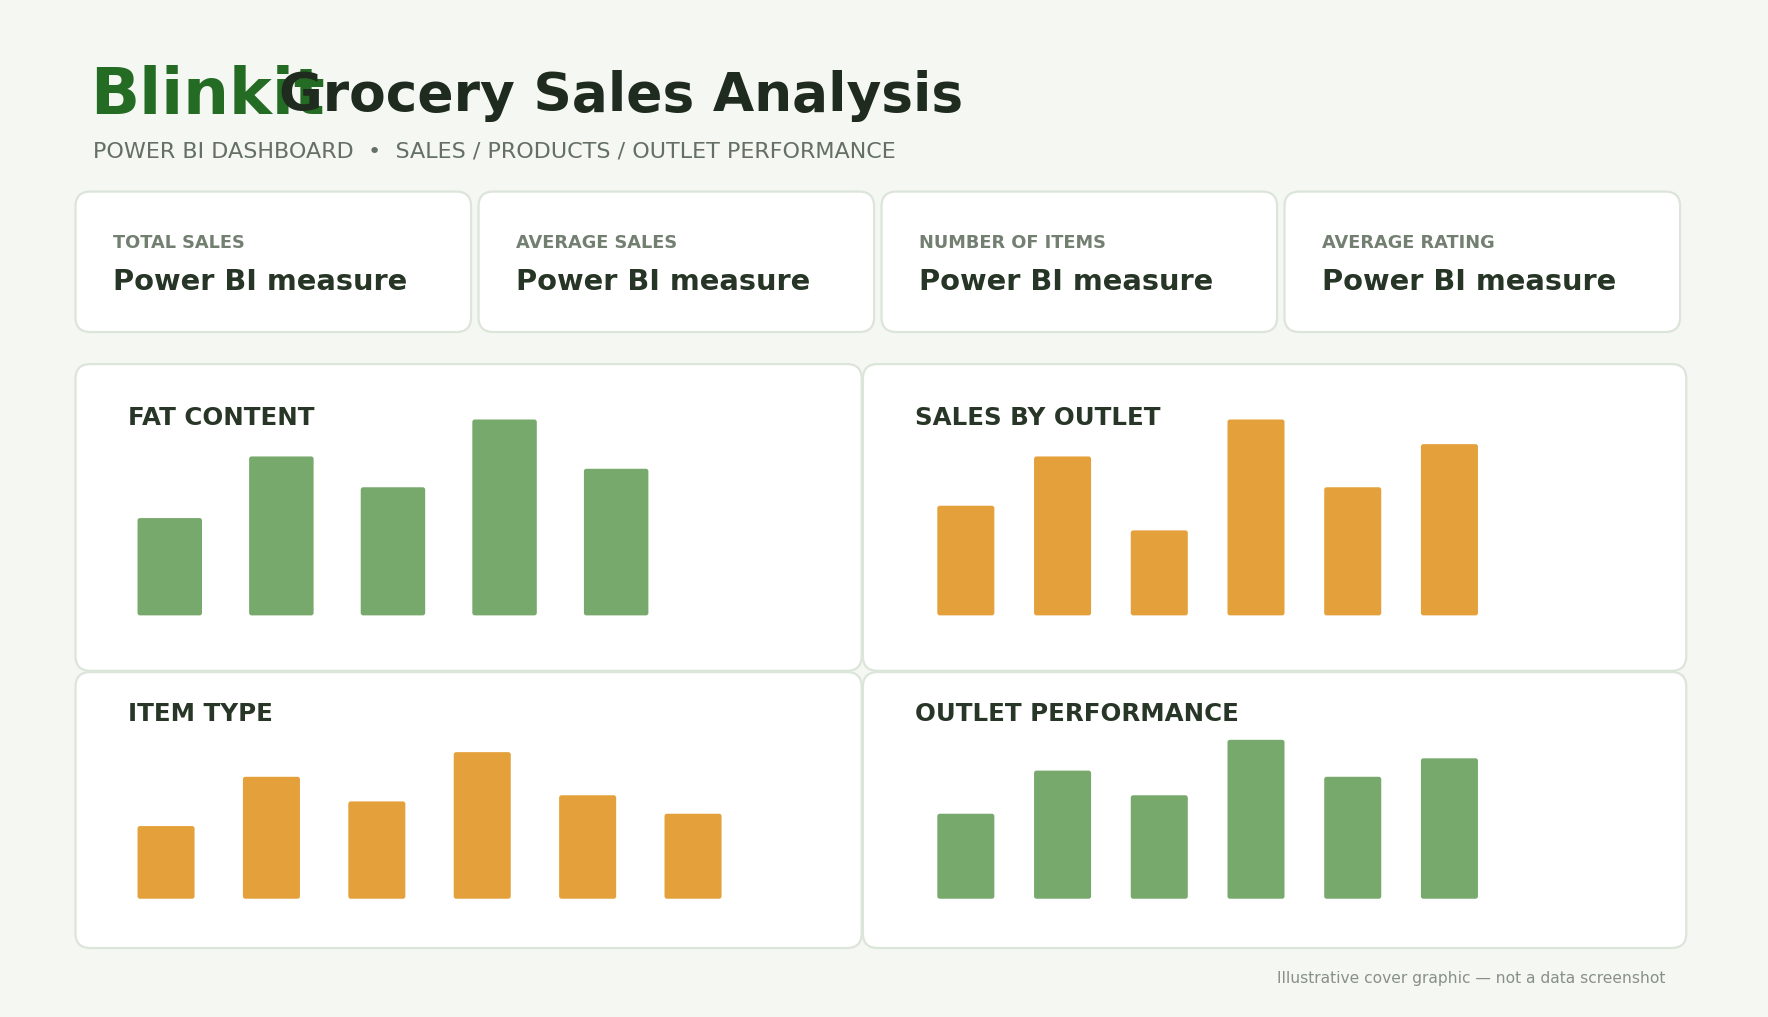 Blinkit Grocery Sales Analysis
POWER BI DASHBOARD • SALES / PRODUCTS / OUTLET PERFORMANCE
TOTAL SALES
Power BI measure
AVERAGE SALES
Power BI measure
NUMBER OF ITEMS
Power BI measure
AVERAGE RATING
Power BI measure
FAT CONTENT
SALES BY OUTLET
ITEM TYPE
OUTLET PERFORMANCE
Illustrative cover graphic — not a data screenshot